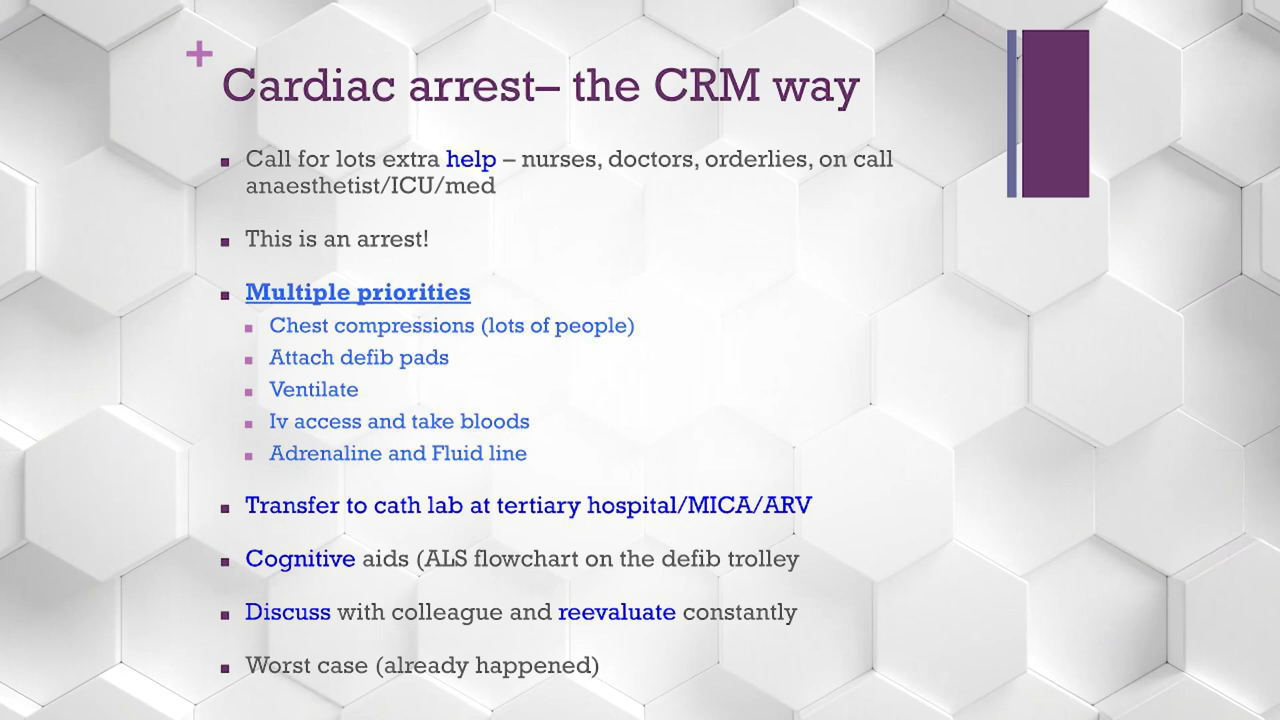 +
Cardiac arrest– the CRM way
▪ Call for lots extra help – nurses, doctors, orderlies, on call
anaesthetist/ICU/med
▪ This is an arrest!
▪ Multiple priorities
▪ Chest compressions (lots of people)
▪ Attach defib pads
▪ Ventilate
▪ Iv access and take bloods
▪ Adrenaline and Fluid line
▪ Transfer to cath lab at tertiary hospital/MICA/ARV
▪ Cognitive aids (ALS flowchart on the defib trolley
▪ Discuss with colleague and reevaluate constantly
▪ Worst case (already happened)